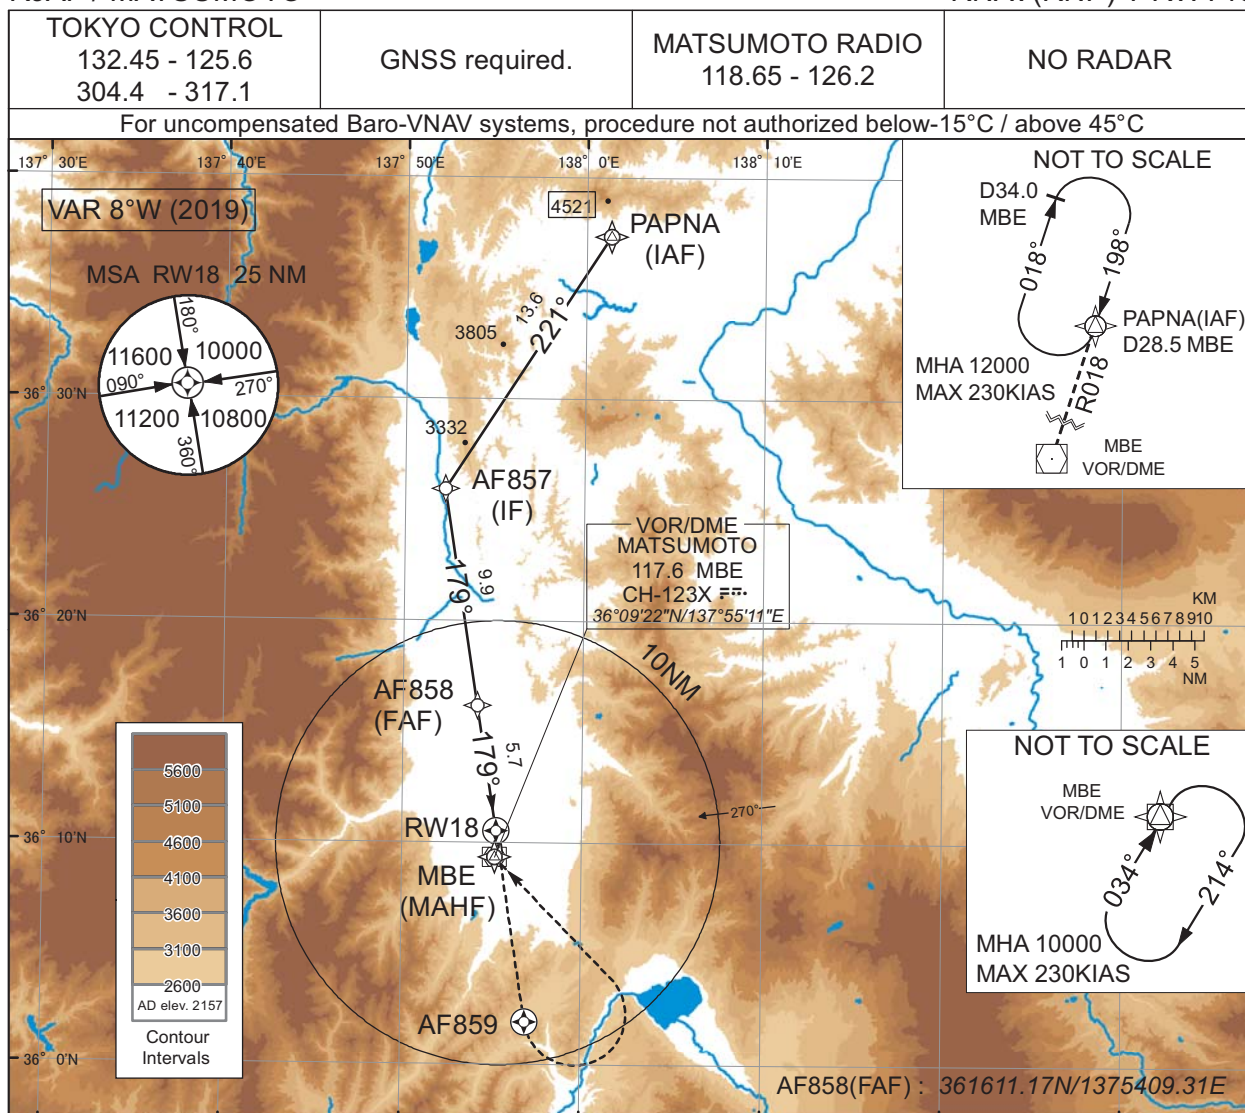 TOKYO CONTROL
132.45 - 125.6
304.4 - 317.1
GNSS required.
MATSUMOTO RADIO
118.65 - 126.2
NO RADAR
For uncompensated Baro-VNAV systems, procedure not authorized below-15°C / above 45°C
137° 30'E
137° 40'E
137° 50'E
138° 0'E
138° 10'E
VAR 8°W (2019)
MSA RW18 25 NM
180°
11600
10000
090°
270°
11200
10800
360°
4521
PAPNA
(IAF)
13.6
221°
3805
3332
36° 30'N
AF857
(IF)
179°
9.9
VOR/DME
MATSUMOTO
117.6 MBE
CH-123X
36°09'22"N/137°55'11"E
36° 20'N
10NM
AF858
(FAF)
179°
5.7
270°
RW18
36° 10'N
MBE
(MAHF)
AF859
36° 0'N
NOT TO SCALE
D34.0
MBE
018°
198°
PAPNA(IAF)
D28.5 MBE
MHA 12000
MAX 230KIAS
R018
MBE
VOR/DME
KM
1 0 1 2 3 4 5 6 7 8 9 10
1 0 1 2 3 4 5
NM
NOT TO SCALE
MBE
VOR/DME
034°
214°
MHA 10000
MAX 230KIAS
5600
5100
4600
4100
3600
3100
2600
AD elev. 2157
Contour
Intervals
AF858(FAF) : 361611.17N/1375409.31E